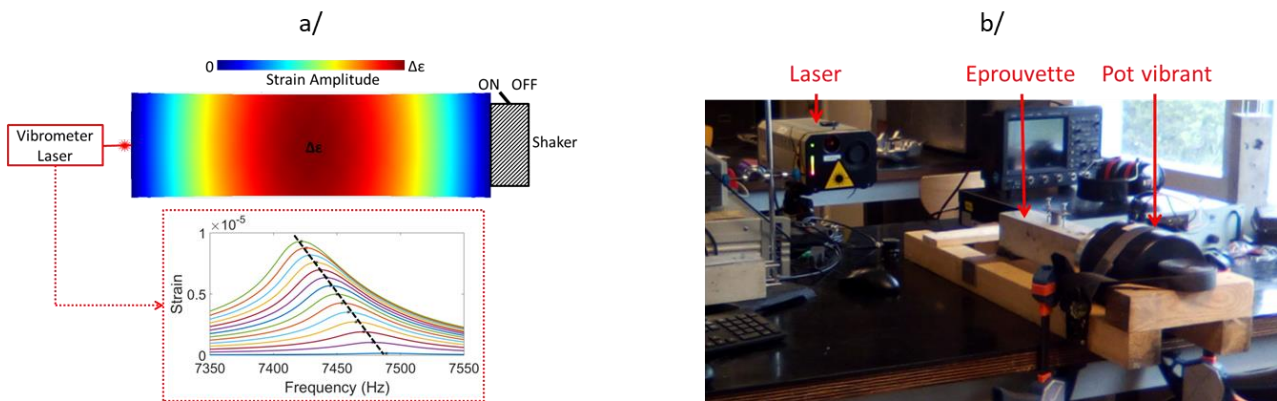 a/
0
Δε
Strain Amplitude
ON OFF
Vibrometer
Laser
Δε
Shaker
×10⁻⁵
1
0.5
0
Strain
7350 7400 7450 7500 7550
Frequency (Hz)
b/
Laser
Eprouvette
Pot vibrant